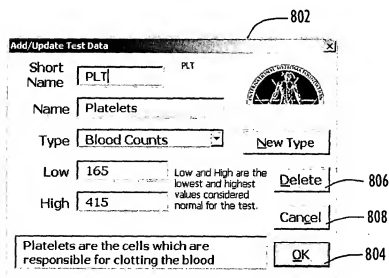 802
Add/Update Test Data
Short Name PLT PLT
Name Platelets
Type Blood Counts New Type
Low 165
High 415
Low and High are the
lowest and highest
values considered
normal for the test.
Delete 806
Cancel 808
Platelets are the cells which are
responsible for clotting the blood
OK 804